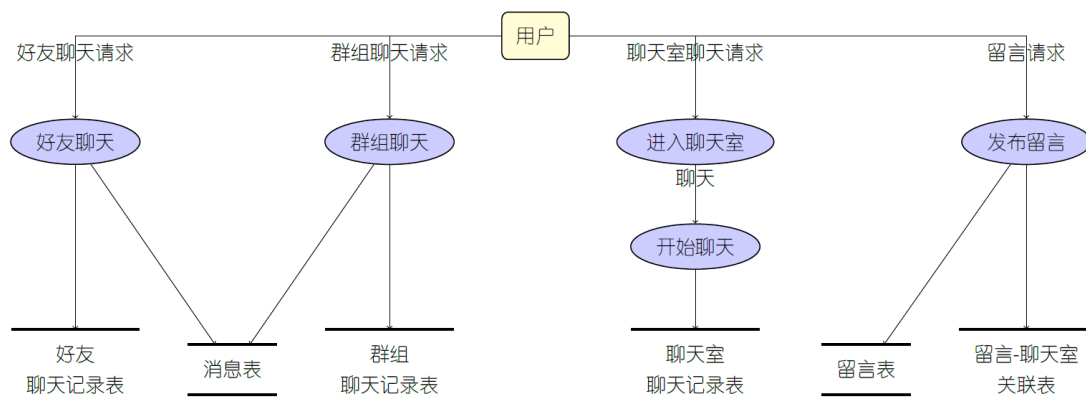 用户
好友聊天请求
群组聊天请求
聊天室聊天请求
留言请求
好友聊天
群组聊天
进入聊天室
发布留言
聊天
开始聊天
好友
聊天记录表
消息表
群组
聊天记录表
聊天室
聊天记录表
留言表
留言-聊天室
关联表